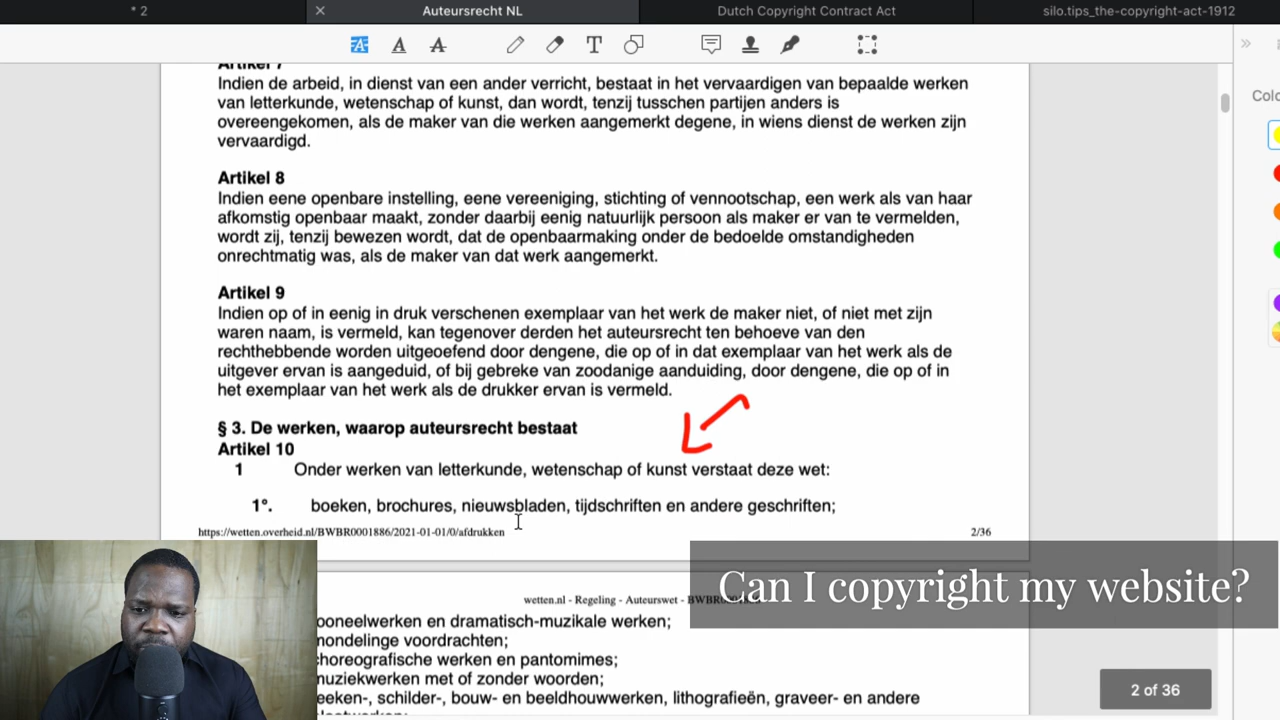 * 2
Auteursrecht NL
Dutch Copyright Contract Act
silo.tips_the-copyright-act-1912
Artikel 7
Indien de arbeid, in dienst van een ander verricht, bestaat in het vervaardigen van bepaalde werken
van letterkunde, wetenschap of kunst, dan wordt, tenzij tusschen partijen anders is
overeengekomen, als de maker van die werken aangemerkt degene, in wiens dienst de werken zijn
vervaardigd.
Artikel 8
Indien eene openbare instelling, eene vereeniging, stichting of vennootschap, een werk als van haar
afkomstig openbaar maakt, zonder daarbij eenig natuurlijk persoon als maker er van te vermelden,
wordt zij, tenzij bewezen wordt, dat de openbaarmaking onder de bedoelde omstandigheden
onrechtmatig was, als de maker van dat werk aangemerkt.
Artikel 9
Indien op of in eenig in druk verschenen exemplaar van het werk de maker niet, of niet met zijn
waren naam, is vermeld, kan tegenover derden het auteursrecht ten behoeve van den
rechthebbende worden uitgeoefend door dengene, die op of in dat exemplaar van het werk als de
uitgever ervan is aangeduid, of bij gebreke van zoodanige aanduiding, door dengene, die op of in
het exemplaar van het werk als de drukker ervan is vermeld.
§ 3. De werken, waarop auteursrecht bestaat
Artikel 10
1 Onder werken van letterkunde, wetenschap of kunst verstaat deze wet:
1°. boeken, brochures, nieuwsbladen, tijdschriften en andere geschriften;
https://wetten.overheid.nl/BWBR0001886/2021-01-01/0/afdrukken 2/36
Can I copyright my website?
wetten.nl - Regeling - Auteurswet -
ooneelwerken en dramatisch-muzikale werken;
mondelinge voordrachten;
choreografische werken en pantomimes;
muziekwerken met of zonder woorden;
eeken-, schilder-, bouw- en beeldhouwwerken, lithografieën, graveer- en andere
2 of 36